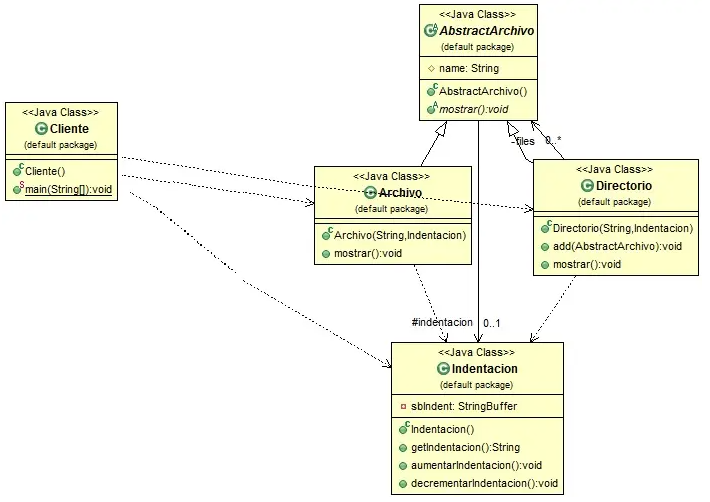 <<Java Class>>
AbstractArchivo
(default package)
name: String
AbstractArchivo()
mostrar():void
<<Java Class>>
Cliente
(default package)
Cliente()
main(String[]):void
-files
0..*
<<Java Class>>
Archivo
(default package)
Archivo(String,Indentacion)
mostrar():void
<<Java Class>>
Directorio
(default package)
Directorio(String,Indentacion)
add(AbstractArchivo):void
mostrar():void
#indentacion
0..1
<<Java Class>>
Indentacion
(default package)
sbIndent: StringBuffer
Indentacion()
getIndentacion():String
aumentarIndentacion():void
decrementarIndentacion():void